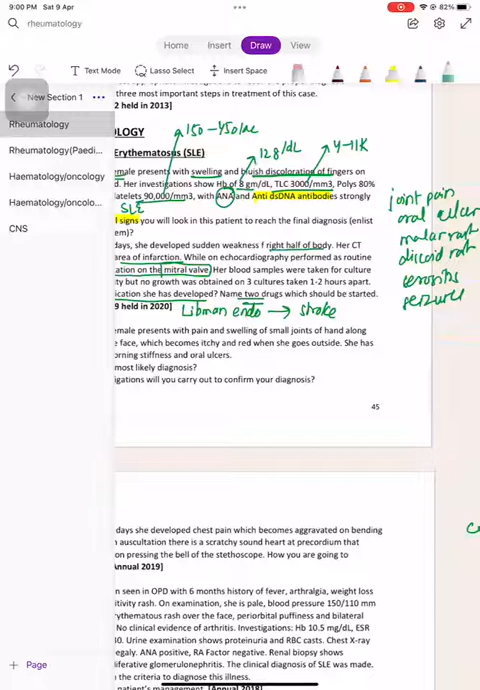 9:00 PM Sat 9 Apr
82%
rheumatology
Home Insert Draw View
Text Mode Lasso Select Insert Space
New Section 1
Rheumatology
Rheumatology(Paedi...
Haematology/oncology
Haematology/oncolo...
CNS
Page
three most important steps in treatment of this case.
2 held in 2013]
150-450lac
OLOGY
12g/dL
4-11K
Erythematosus (SLE)
emale presents with swelling and bluish discoloration of fingers on
d. Her investigations show Hb of 8 gm/dL, TLC 3000/mm3, Polys 80%
atelets 90,000/mm3, with ANA and Anti dsDNA antibodies strongly
SLE
l signs you will look in this patient to reach the final diagnosis (enlist
em)?
days, she developed sudden weakness f right half of body. Her CT
area of infarction. While on echocardiography performed as routine
ation on the mitral valve. Her blood samples were taken for culture
ity but no growth was obtained on 3 cultures taken 1-2 hours apart.
ication she has developed? Name two drugs which should be started.
9 held in 2020]
Libman endo → stroke
joint pain
oral ulcer
malar rash
discoid rash
serositis
seizure
emale presents with pain and swelling of small joints of hand along
e face, which becomes itchy and red when she goes outside. She has
orning stiffness and oral ulcers.
most likely diagnosis?
igations will you carry out to confirm your diagnosis?
45
days she developed chest pain which becomes aggravated on bending
n auscultation there is a scratchy sound heart at precordium that
on pressing the bell of the stethoscope. How you are going to
Annual 2019]
n seen in OPD with 6 months history of fever, arthralgia, weight loss
itivity rash. On examination, she is pale, blood pressure 150/110 mm
rythematous rash over the face, periorbital puffiness and bilateral
No clinical evidence of arthritis. Investigations: Hb 10.5 mg/dL, ESR
30. Urine examination shows proteinuria and RBC casts. Chest X-ray
egaly. ANA positive, RA Factor negative. Renal biopsy shows
liferative glomerulonephritis. The clinical diagnosis of SLE was made.
n the criteria to diagnose this illness.
patient's management. [Annual 2018]